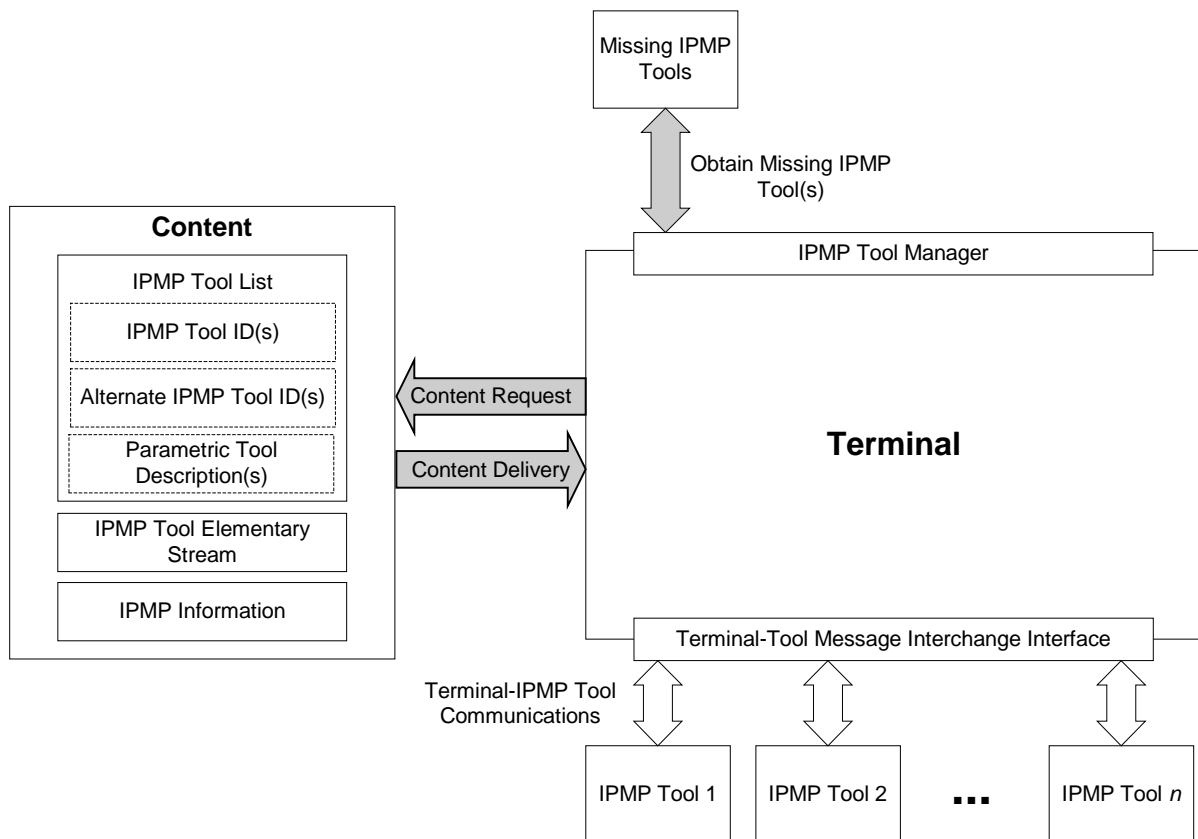 Missing IPMP
Tools
Obtain Missing IPMP
Tool(s)
Content
IPMP Tool List
IPMP Tool ID(s)
Alternate IPMP Tool ID(s)
Parametric Tool
Description(s)
IPMP Tool Elementary
Stream
IPMP Information
Content Request
Content Delivery
IPMP Tool Manager
Terminal
Terminal-Tool Message Interchange Interface
Terminal-IPMP Tool
Communications
IPMP Tool 1
IPMP Tool 2
...
IPMP Tool n